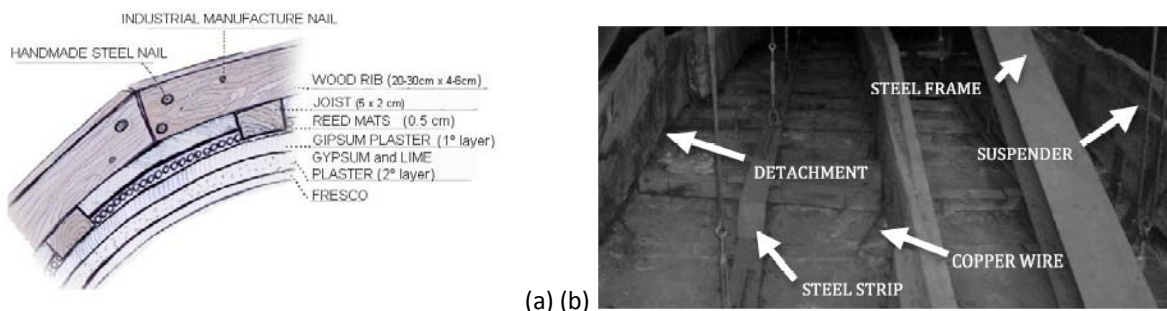 INDUSTRIAL MANUFACTURE NAIL
HANDMADE STEEL NAIL
WOOD RIB (20-30cm x 4-6cm)
JOIST (5 x 2 cm)
REED MATS (0.5 cm)
GIPSUM PLASTER (1º layer)
GYPSUM and LIME
PLASTER (2º layer)
FRESCO
(a) (b)
STEEL FRAME
SUSPENDER
DETACHMENT
COPPER WIRE
STEEL STRIP